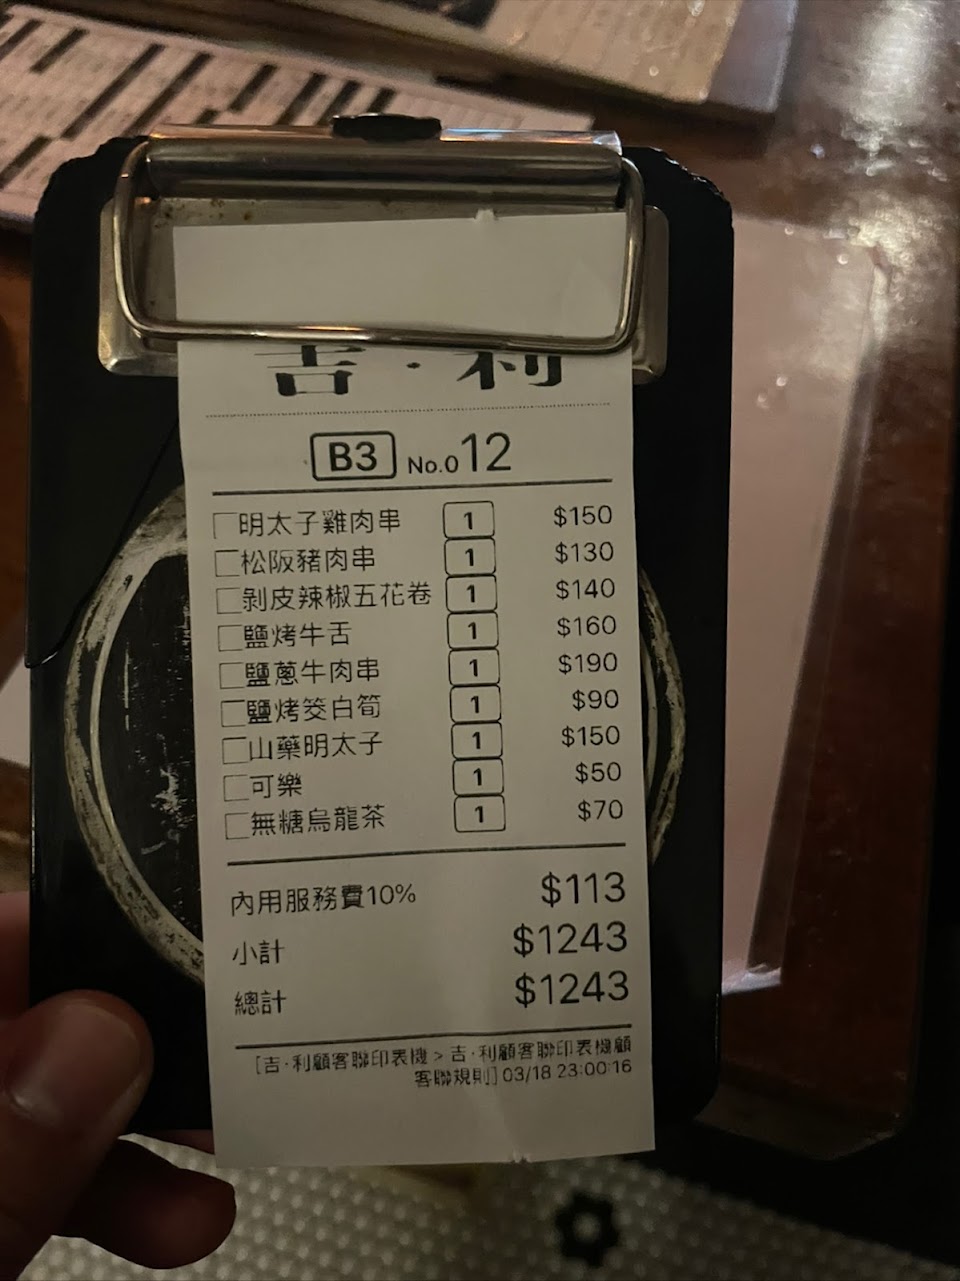 吉·利
B3 No.012
明太子雞肉串 1 $150
松阪豬肉串 1 $130
剝皮辣椒五花卷 1 $140
鹽烤牛舌 1 $160
鹽蔥牛肉串 1 $190
鹽烤筊白筍 1 $90
山藥明太子 1 $150
可樂 1 $50
無糖烏龍茶 1 $70
內用服務費10% $113
小計 $1243
總計 $1243
[吉·利顧客聯印表機 > 吉·利顧客聯印表機顧
客聯規則] 03/18 23:00:16